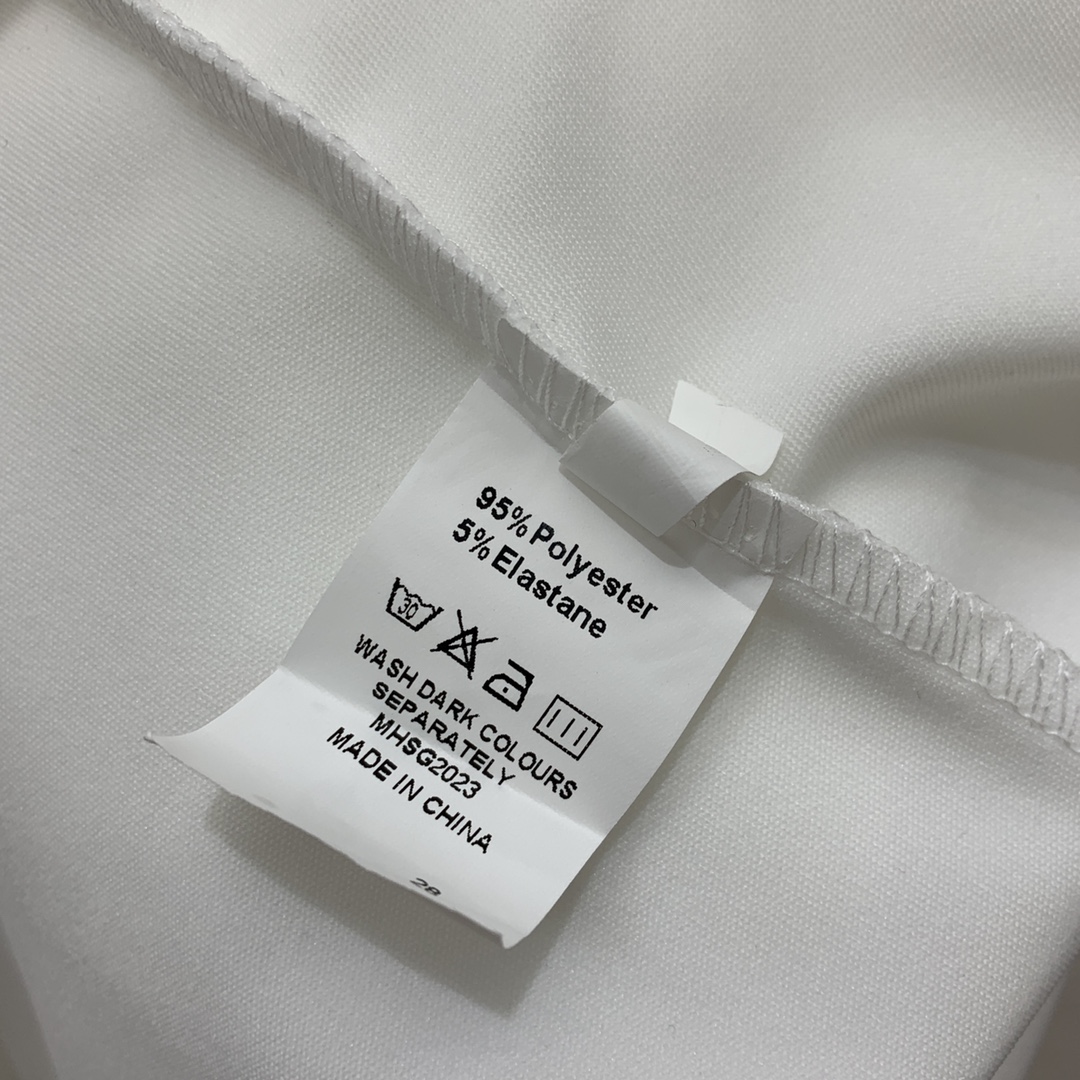 95%Polyester
5%Elastane
30
WASH DARK COLOURS
SEPARATELY
MHSG2023
MADE IN CHINA
28